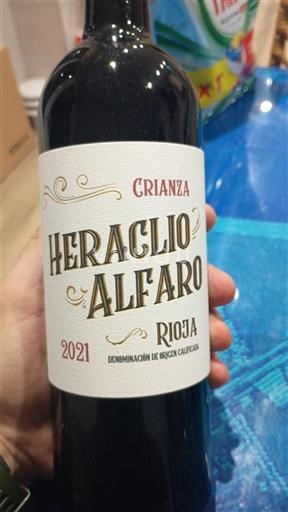 CRIANZA
HERACLIO
ALFARO
RIOJA
2021
DENOMINACIÓN DE ORIGEN CALIFICADA